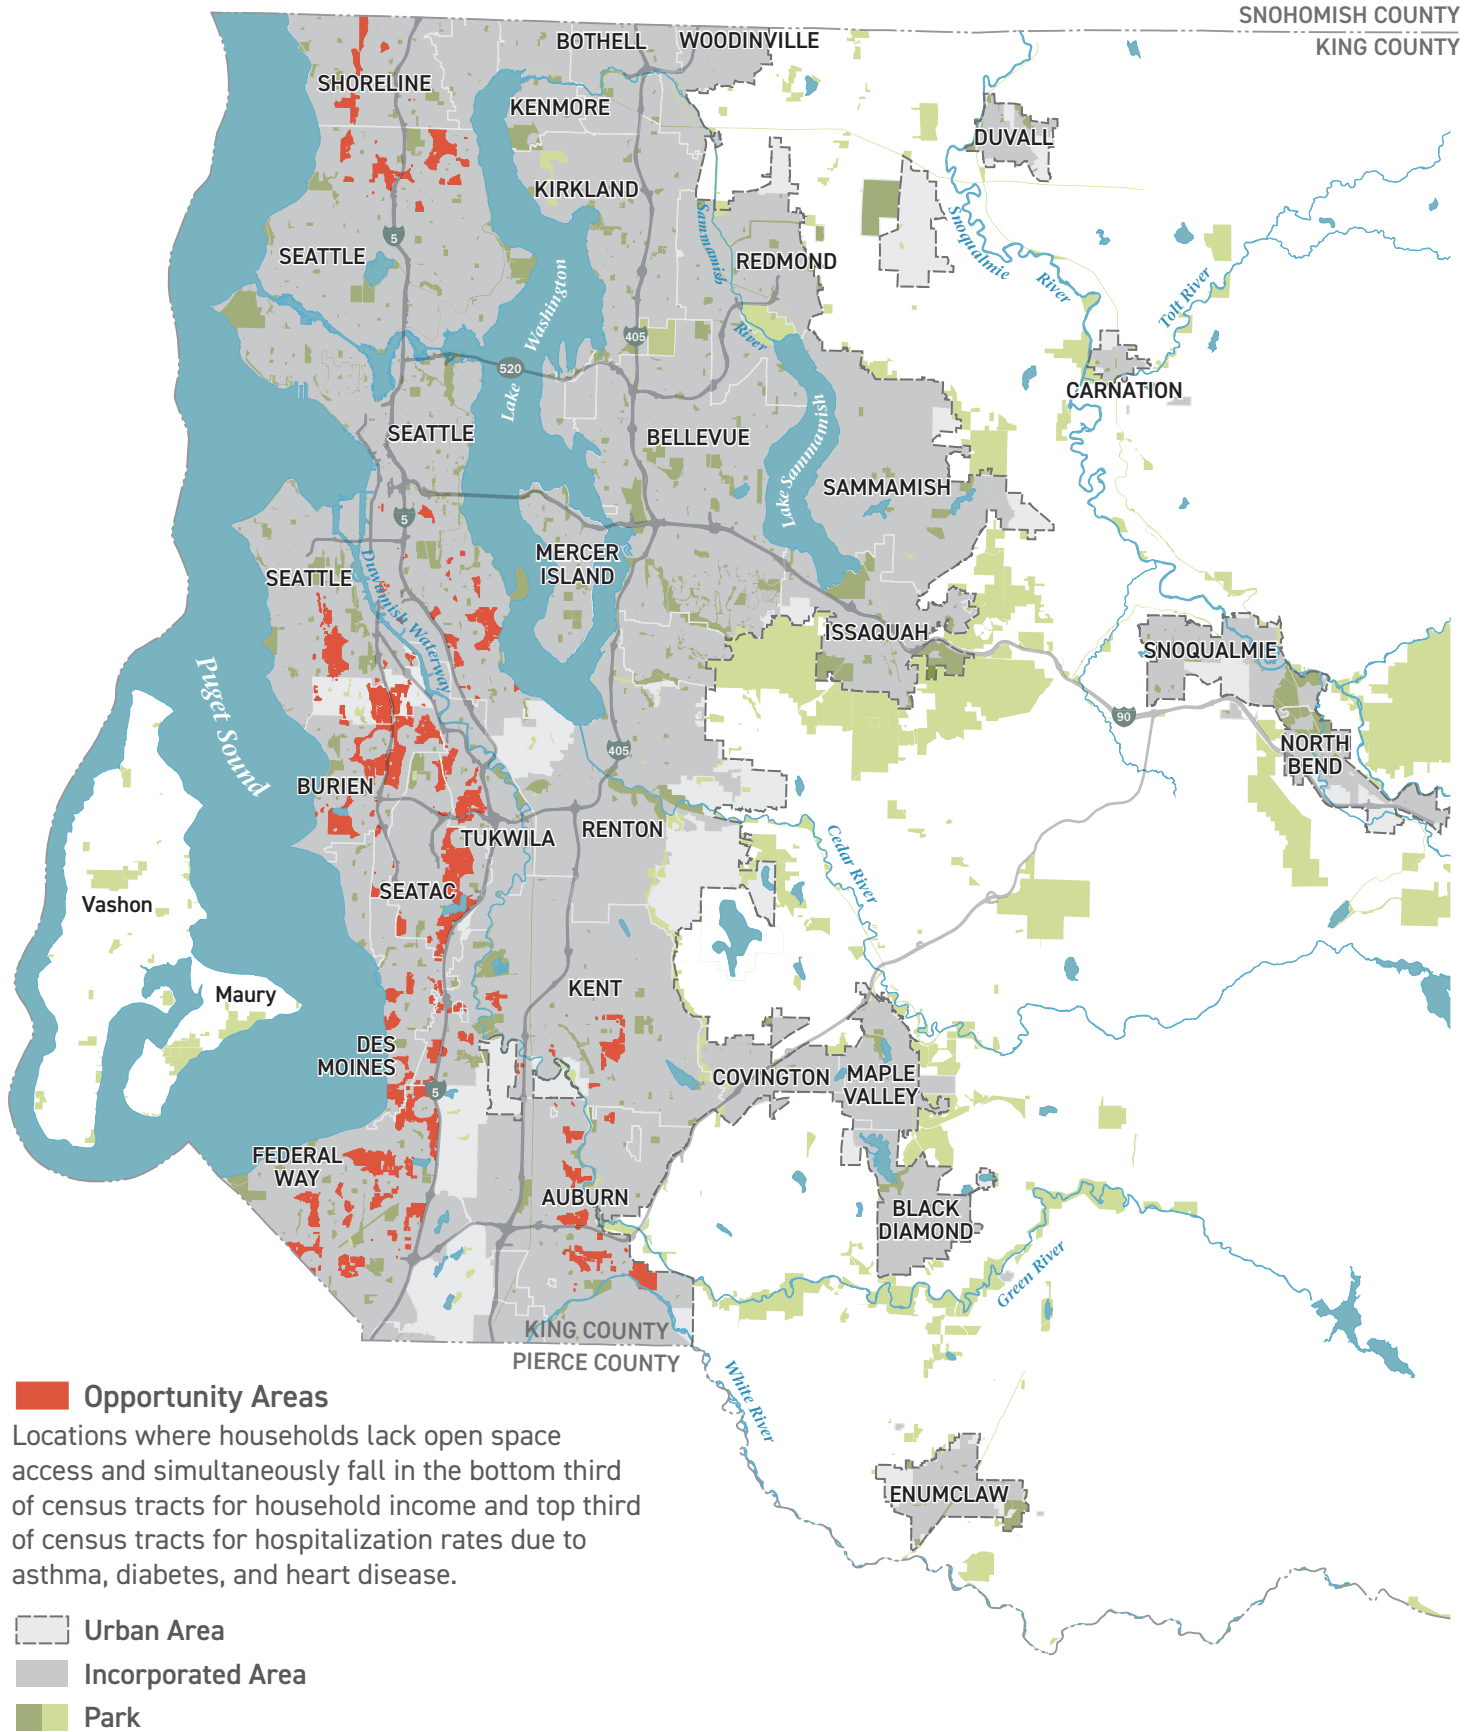 SNOHOMISH COUNTY
KING COUNTY
BOTHELL
WOODINVILLE
SHORELINE
KENMORE
DUVALL
KIRKLAND
Sammamish
River
Snoqualmie
River
5
SEATTLE
REDMOND
Tolt River
Lake
Washington
405
520
CARNATION
SEATTLE
BELLEVUE
Lake Sammamish
SAMMAMISH
5
MERCER
ISLAND
SEATTLE
Duwamish Waterway
ISSAQUAH
SNOQUALMIE
Puget Sound
90
NORTH
BEND
405
BURIEN
TUKWILA
RENTON
Cedar River
SEATAC
Vashon
Maury
KENT
DES
MOINES
COVINGTON
MAPLE
VALLEY
5
FEDERAL
WAY
AUBURN
BLACK
DIAMOND
Green River
KING COUNTY
PIERCE COUNTY
White River
ENUMCLAW
Opportunity Areas
Locations where households lack open space
access and simultaneously fall in the bottom third
of census tracts for household income and top third
of census tracts for hospitalization rates due to
asthma, diabetes, and heart disease.
Urban Area
Incorporated Area
Park